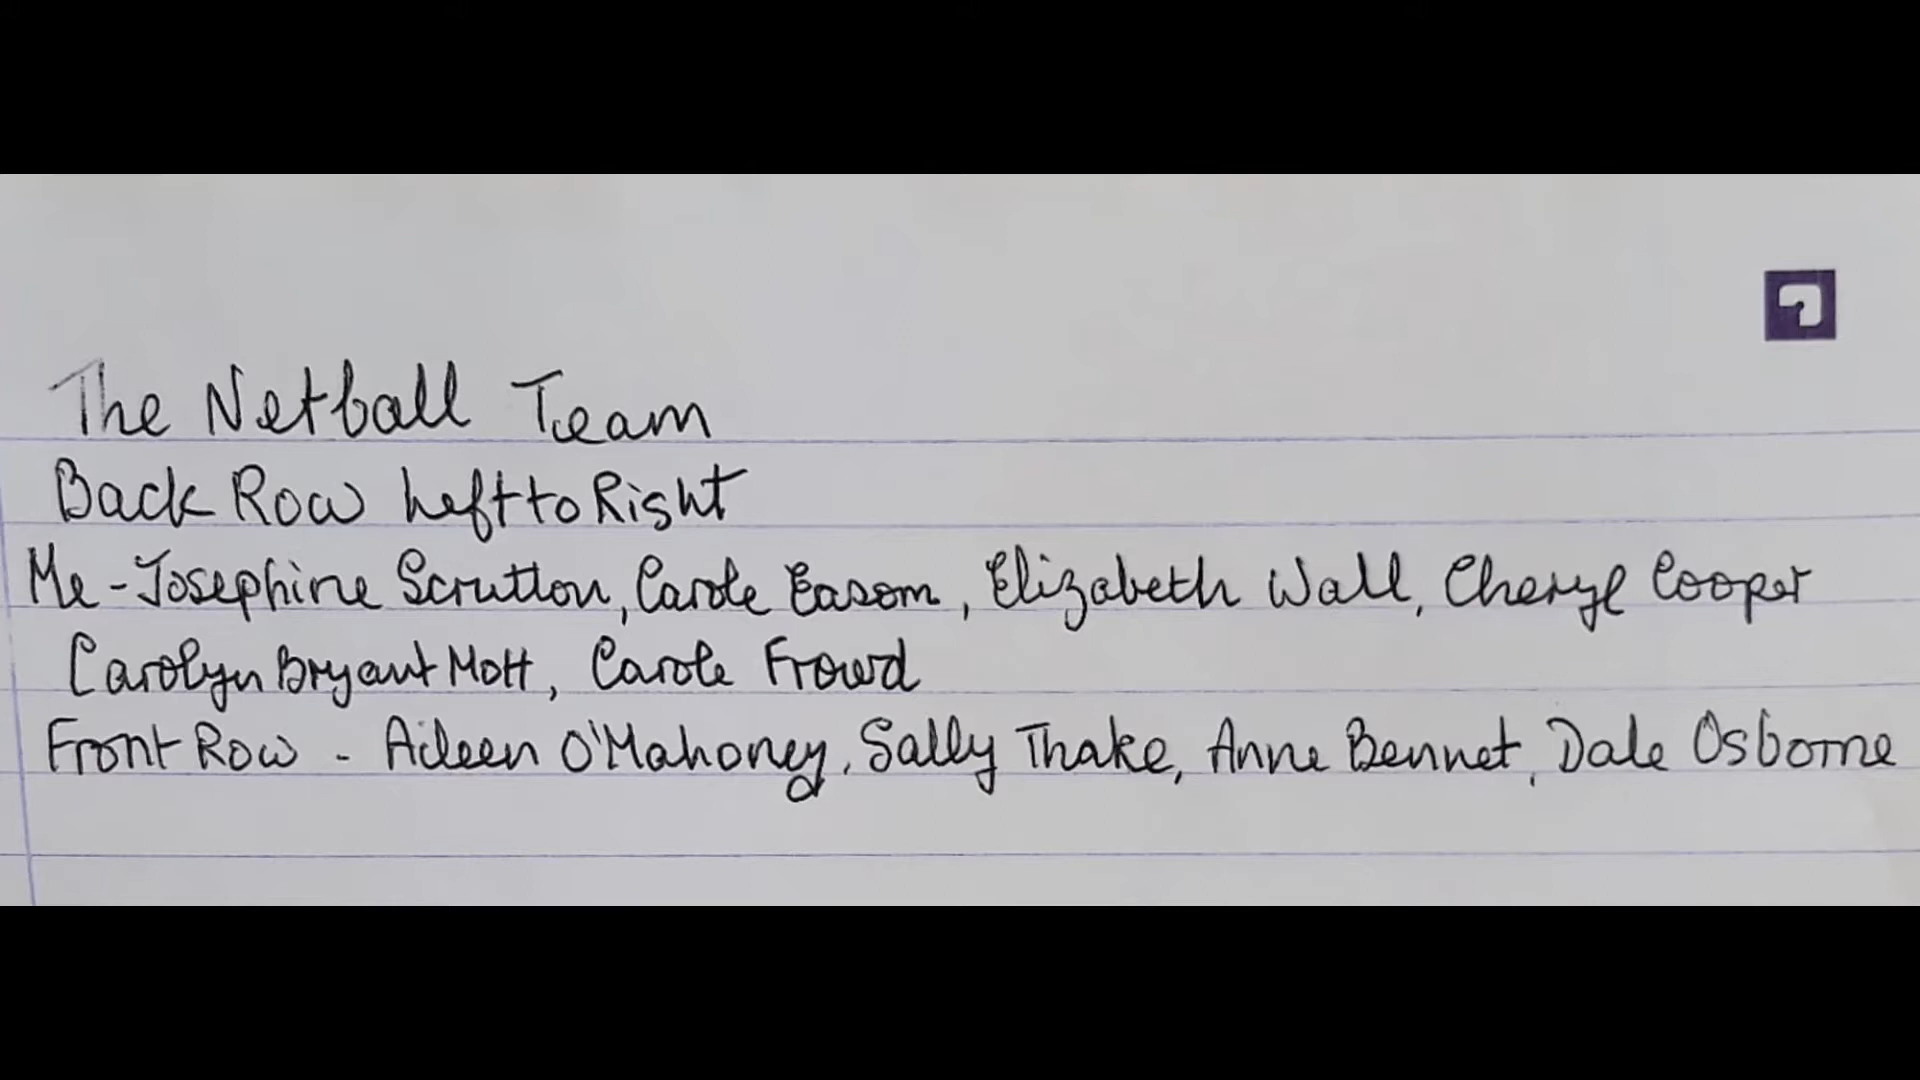 The Netball Team
Back Row Left to Right
Me - Josephine Scrutton, Carole Easom, Elizabeth Wall, Cheryl Cooper
Carolyn Bryant Mott, Carole Frowd
Front Row - Aileen O'Mahoney, Sally Thake, Anne Bennet, Dale Osborne